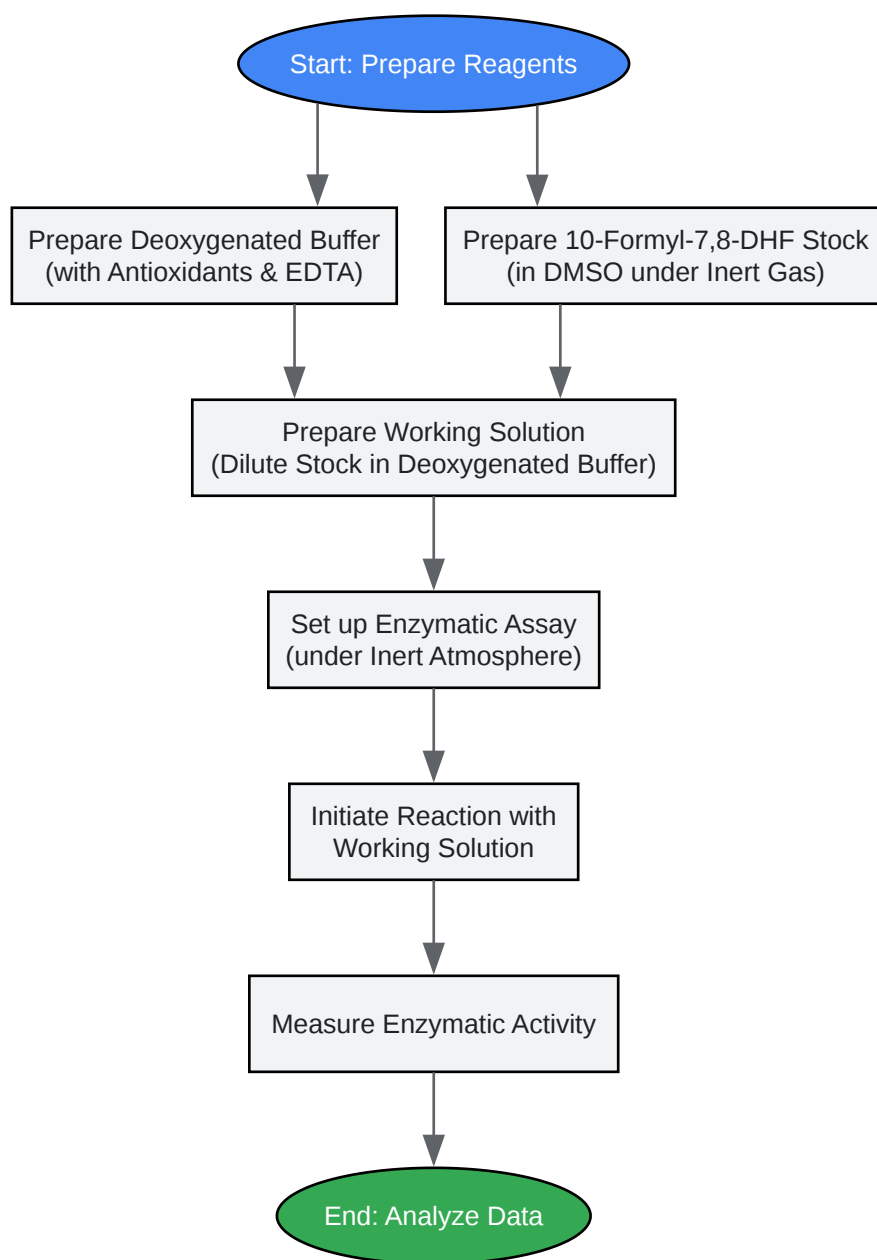 Start: Prepare Reagents
Prepare Deoxygenated Buffer
(with Antioxidants & EDTA)
Prepare 10-Formyl-7,8-DHF Stock
(in DMSO under Inert Gas)
Prepare Working Solution
(Dilute Stock in Deoxygenated Buffer)
Set up Enzymatic Assay
(under Inert Atmosphere)
Initiate Reaction with
Working Solution
Measure Enzymatic Activity
End: Analyze Data